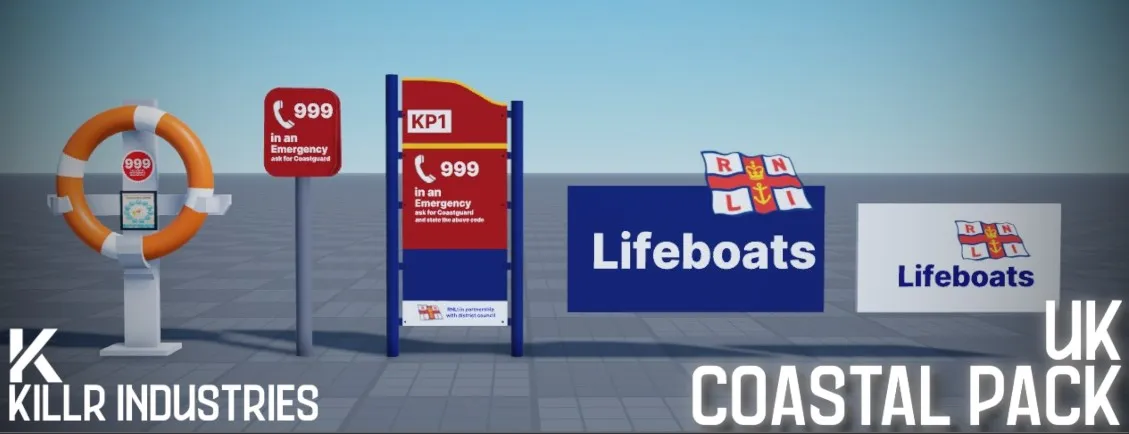 999
999
in an
Emergency
ask for Coastguard
KP1
999
in an
Emergency
ask for Coastguard
and state the above code
RNLI in partnership
with district council
R N
L I
Lifeboats
R N
L I
Lifeboats
K
KILLR INDUSTRIES
UK
COASTAL PACK